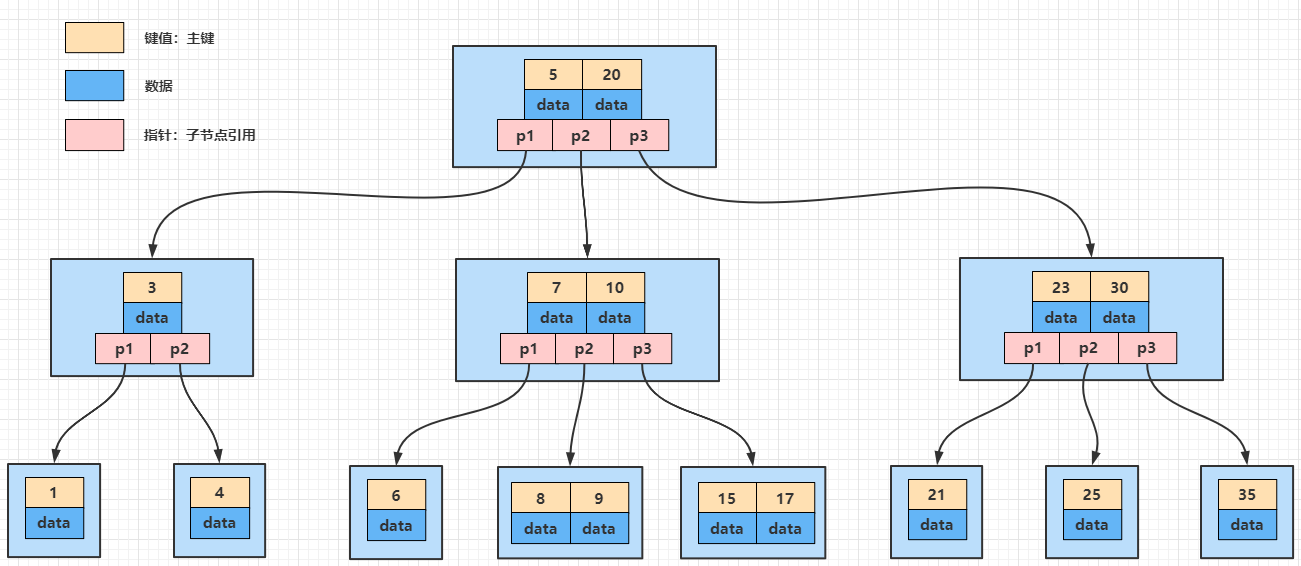 键值：主键
数据
指针：子节点引用
5 20
data data
p1 p2 p3
3
data
p1 p2
7 10
data data
p1 p2 p3
23 30
data data
p1 p2 p3
1
data
4
data
6
data
8 9
data data
15 17
data data
21
data
25
data
35
data